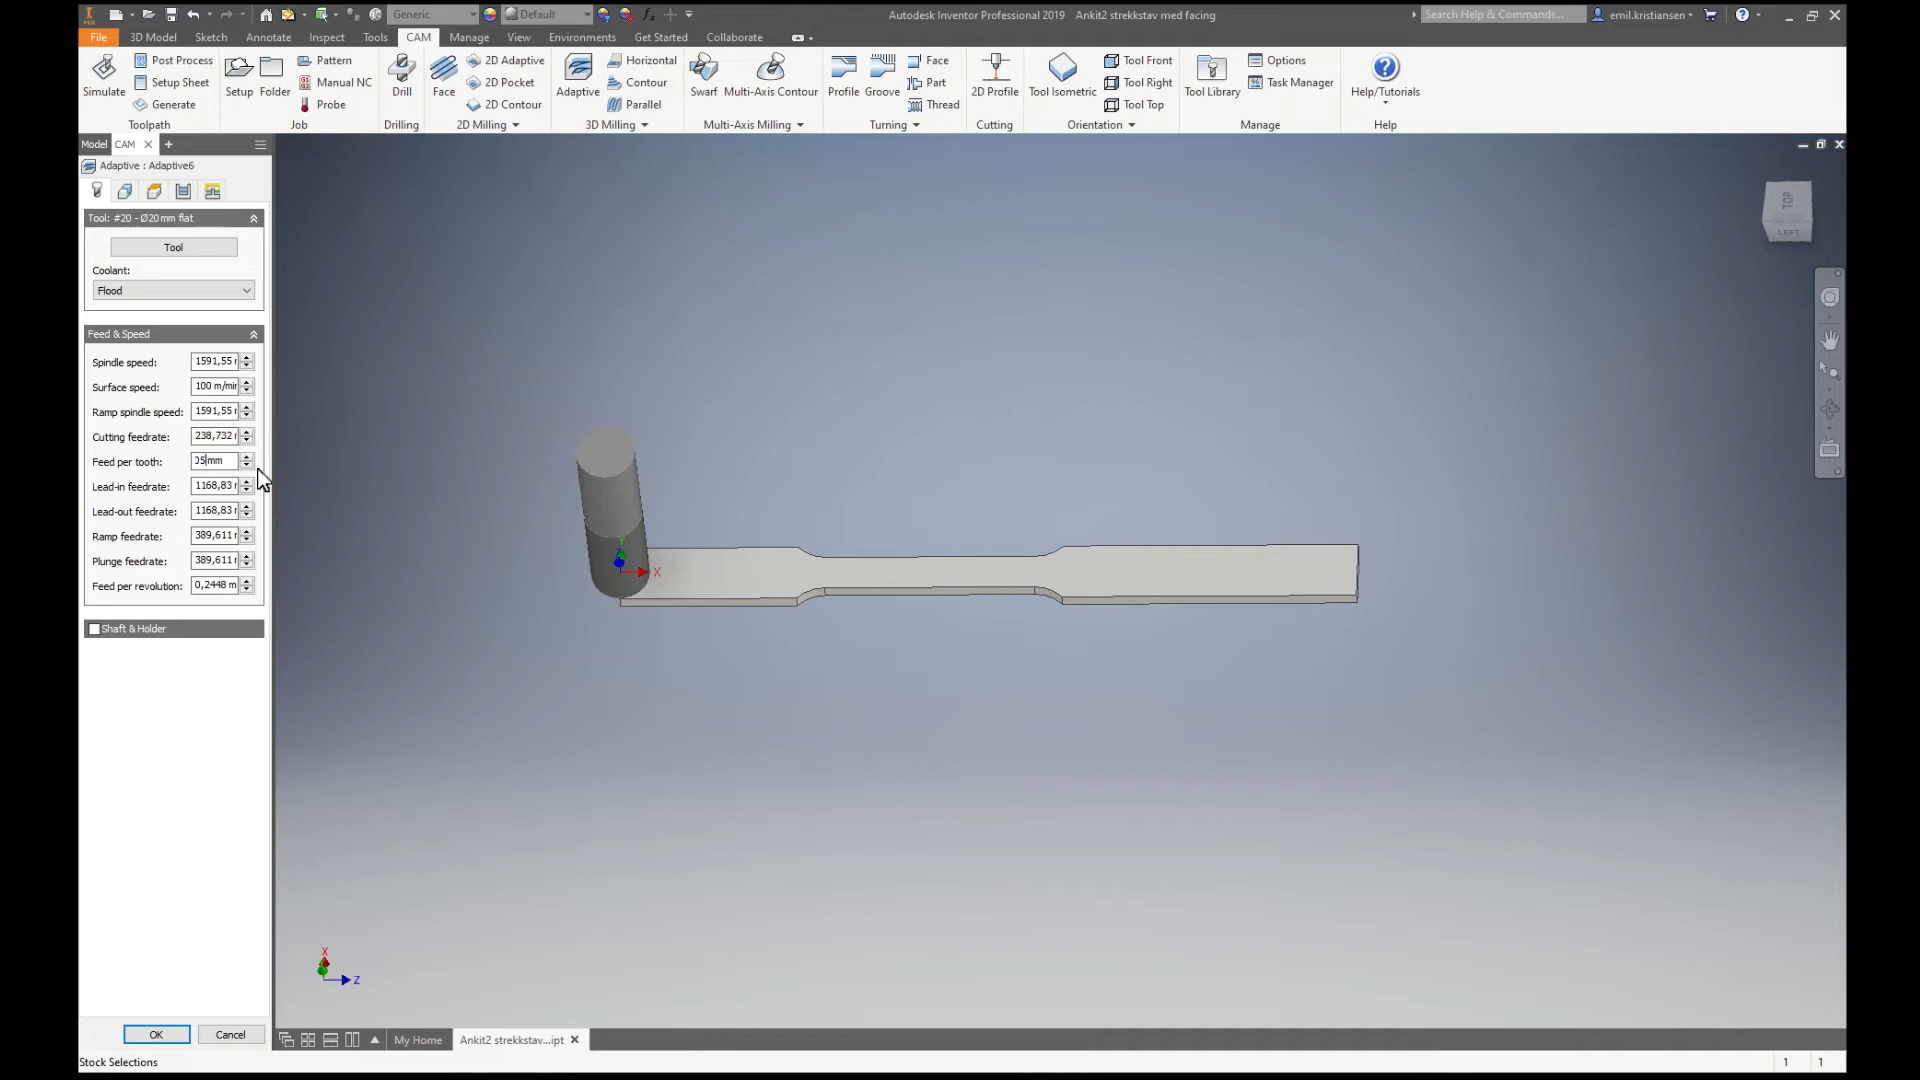 Generic
Default
Autodesk Inventor Professional 2019 Ankit2 strekkstav med facing
Search Help & Commands...
emil.kristiansen
File 3D Model Sketch Annotate Inspect Tools CAM Manage View Environments Get Started Collaborate
Post Process Pattern 2D Adaptive Horizontal Face Tool Front Options
Setup Sheet Manual NC 2D Pocket Contour Part Tool Right Task Manager
Simulate Setup Folder Drill Face Adaptive Swarf Multi-Axis Contour Profile Groove 2D Profile Tool Isometric Tool Library Help/Tutorials
Generate Probe 2D Contour Parallel Thread Tool Top
Toolpath Job Drilling 2D Milling 3D Milling Multi-Axis Milling Turning Cutting Orientation Manage Help
Model CAM
Adaptive : Adaptive6
Tool: #20 - Ø20mm flat
Tool
Coolant:
Flood
Feed & Speed
Spindle speed: 1591,55 r
Surface speed: 100 m/min
Ramp spindle speed: 1591,55 r
Cutting feedrate: 238,732 r
Feed per tooth: 05mm
Lead-in feedrate: 1168,83 r
Lead-out feedrate: 1168,83 r
Ramp feedrate: 389,611 r
Plunge feedrate: 389,611 r
Feed per revolution: 0,2448 m
Shaft & Holder
TOP
LEFT
Y
Z
X
X
Z
OK Cancel
My Home Ankit2 strekkstav...ipt
Stock Selections
1 1